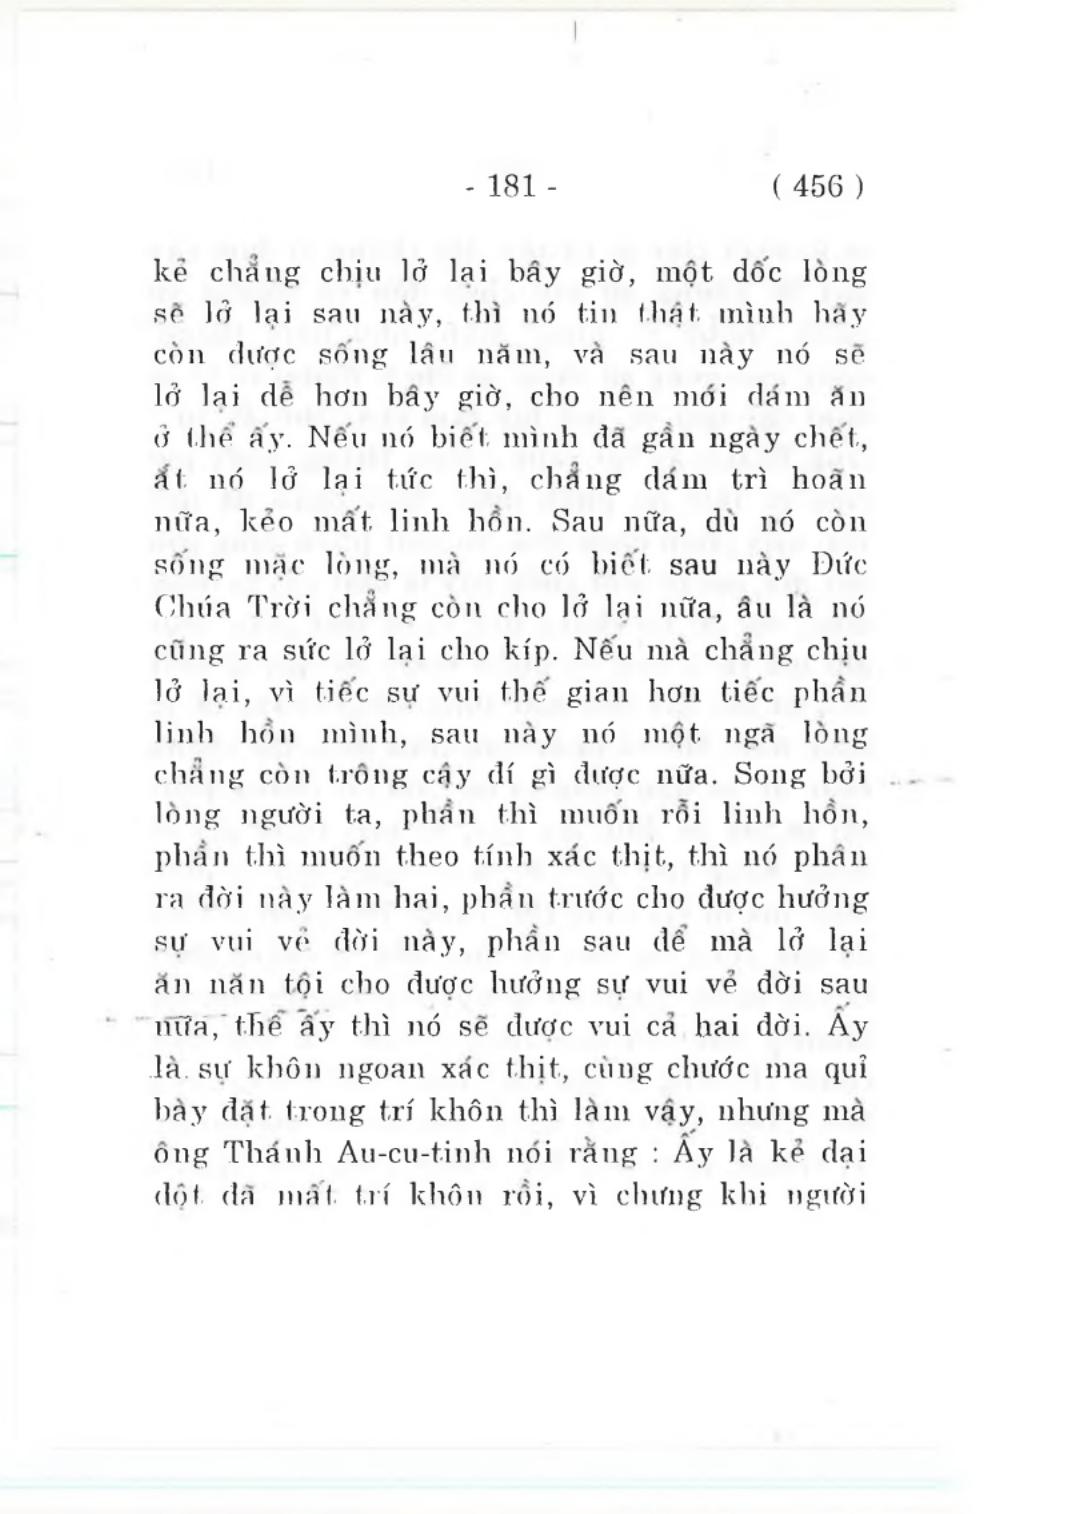 - 181 - ( 456 )
kẻ chẳng chịu lở lại bây giờ, một dốc lòng
sẽ lở lại sau này, thì nó tin thật mình hãy
còn được sống lâu năm, và sau này nó sẽ
lở lại dễ hơn bây giờ, cho nên mới dám ăn
ở thể ấy. Nếu nó biết mình đã gần ngày chết,
ắt nó lở lại tức thì, chẳng dám trì hoãn
nữa, kẻo mất linh hồn. Sau nữa, dù nó còn
sống mặc lòng, mà nó có biết sau này Đức
Chúa Trời chẳng còn cho lở lại nữa, âu là nó
cũng ra sức lở lại cho kíp. Nếu mà chẳng chịu
lở lại, vì tiếc sự vui thế gian hơn tiếc phần
linh hồn mình, sau này nó một ngã lòng
chẳng còn trông cậy dí gì được nữa. Song bởi
lòng người ta, phần thì muốn rỗi linh hồn,
phần thì muốn theo tính xác thịt, thì nó phân
ra đời này làm hai, phần trước cho được hưởng
sự vui vẻ đời này, phần sau để mà lở lại
ăn năn tội cho được hưởng sự vui vẻ đời sau
nữa, thể ấy thì nó sẽ được vui cả hai đời. Ấy
là sự khôn ngoan xác thịt, cùng chước ma quỉ
bày đặt trong trí khôn thì làm vậy, nhưng mà
ông Thánh Au-cu-tinh nói rằng : Ấy là kẻ dại
dột đã mất trí khôn rồi, vì chưng khi người